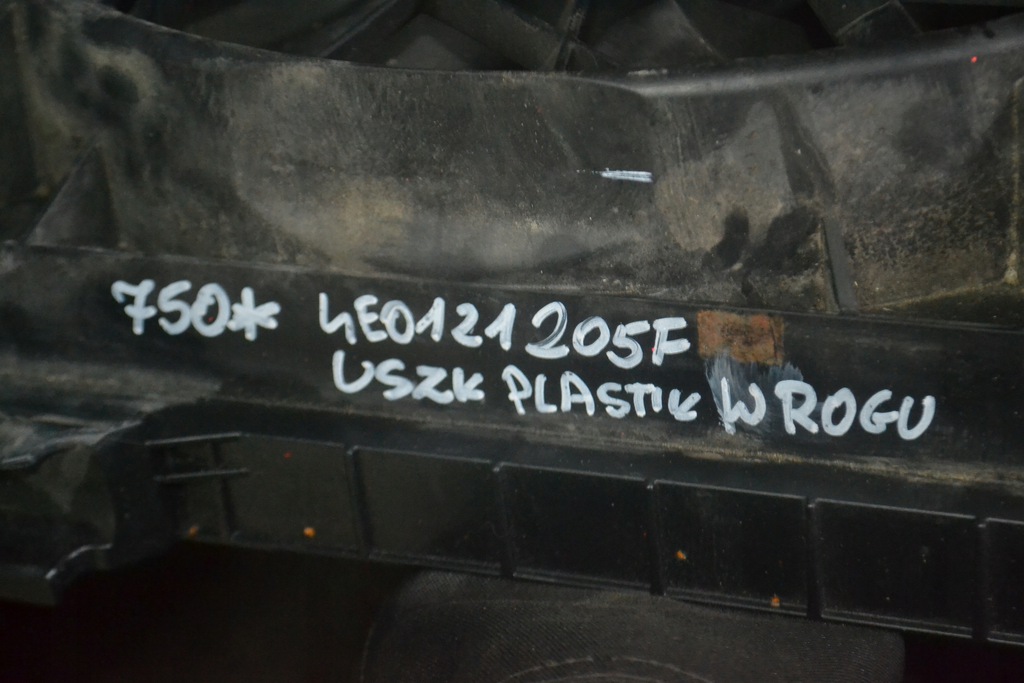 750* 4E0121205F
USZK PLASTIK W ROGU